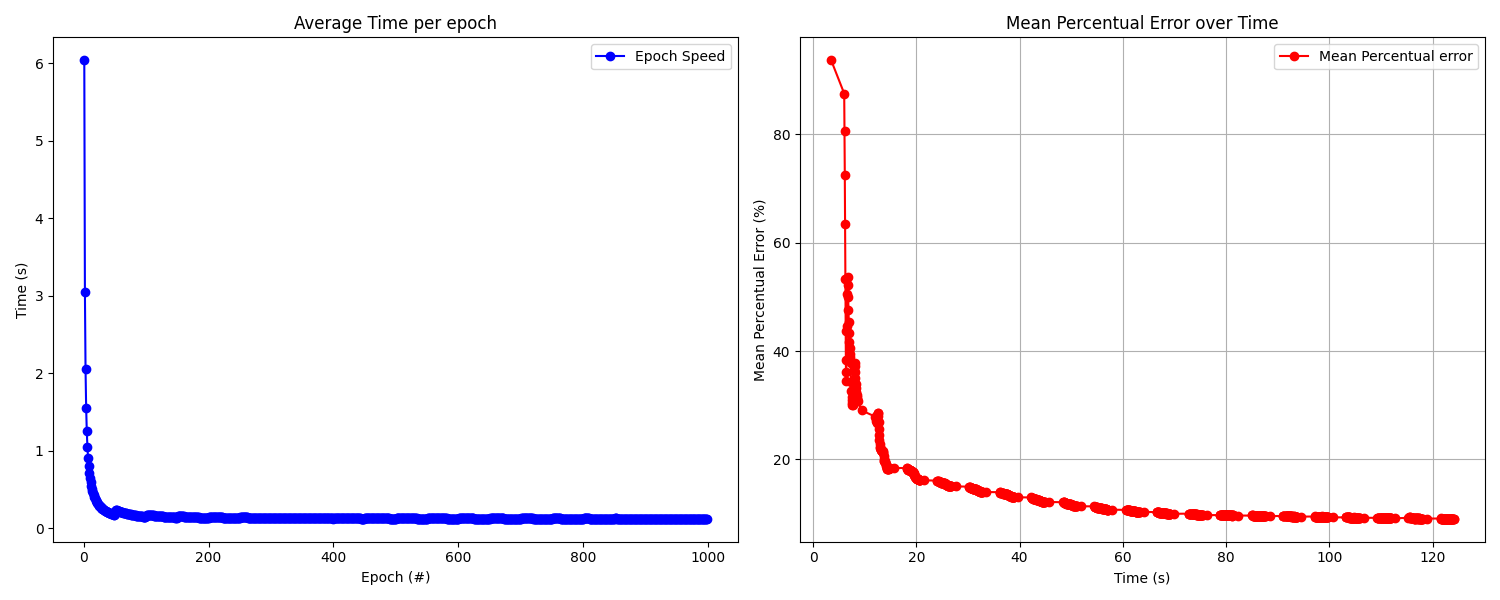 Average Time per epoch
Epoch Speed
Time (s)
6
5
4
3
2
1
0
0 200 400 600 800 1000
Epoch (#)
Mean Percentual Error over Time
Mean Percentual error
Mean Percentual Error (%)
80
60
40
20
0 20 40 60 80 100 120
Time (s)